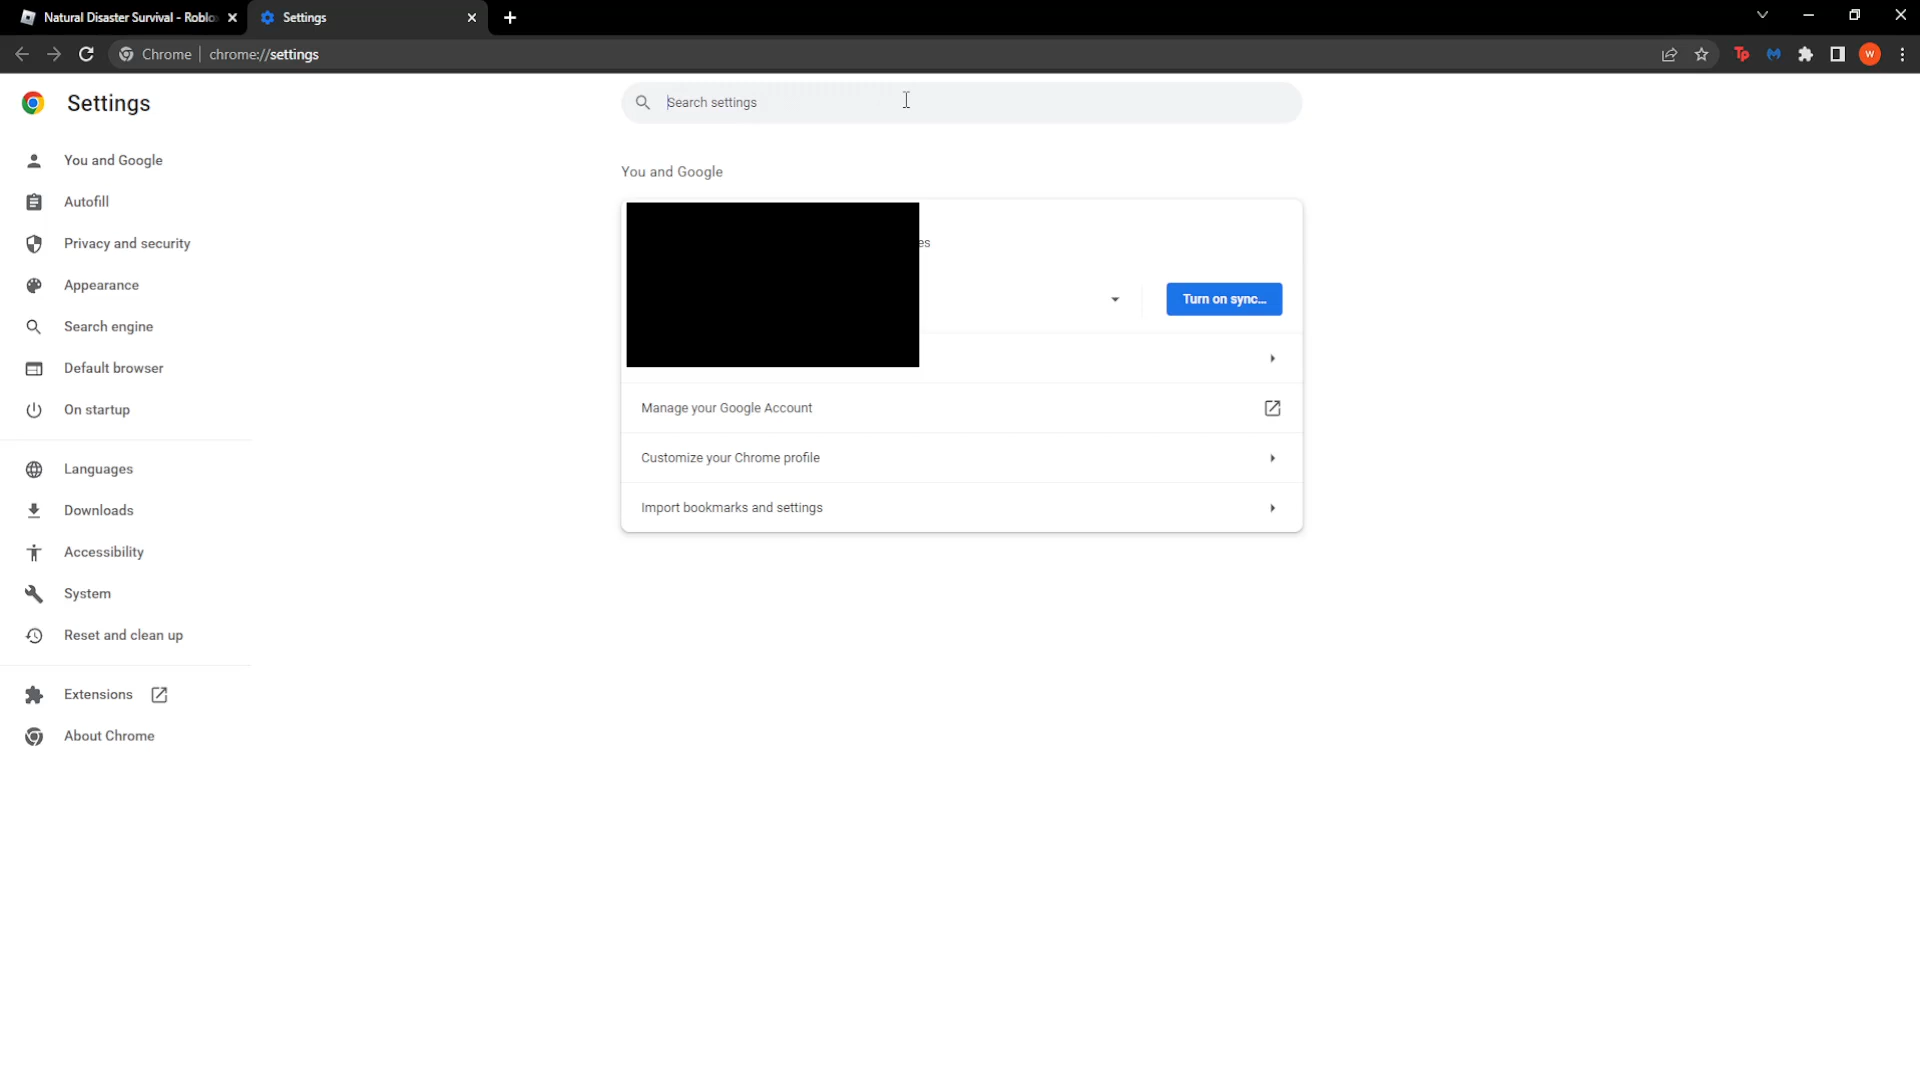 Natural Disaster Survival - Roblo
Settings
Chrome | chrome://settings
Tp
W
Settings
Search settings
You and Google
Autofill
Privacy and security
Appearance
Search engine
Default browser
On startup
Languages
Downloads
Accessibility
System
Reset and clean up
Extensions
About Chrome
You and Google
es
Turn on sync...
Manage your Google Account
Customize your Chrome profile
Import bookmarks and settings